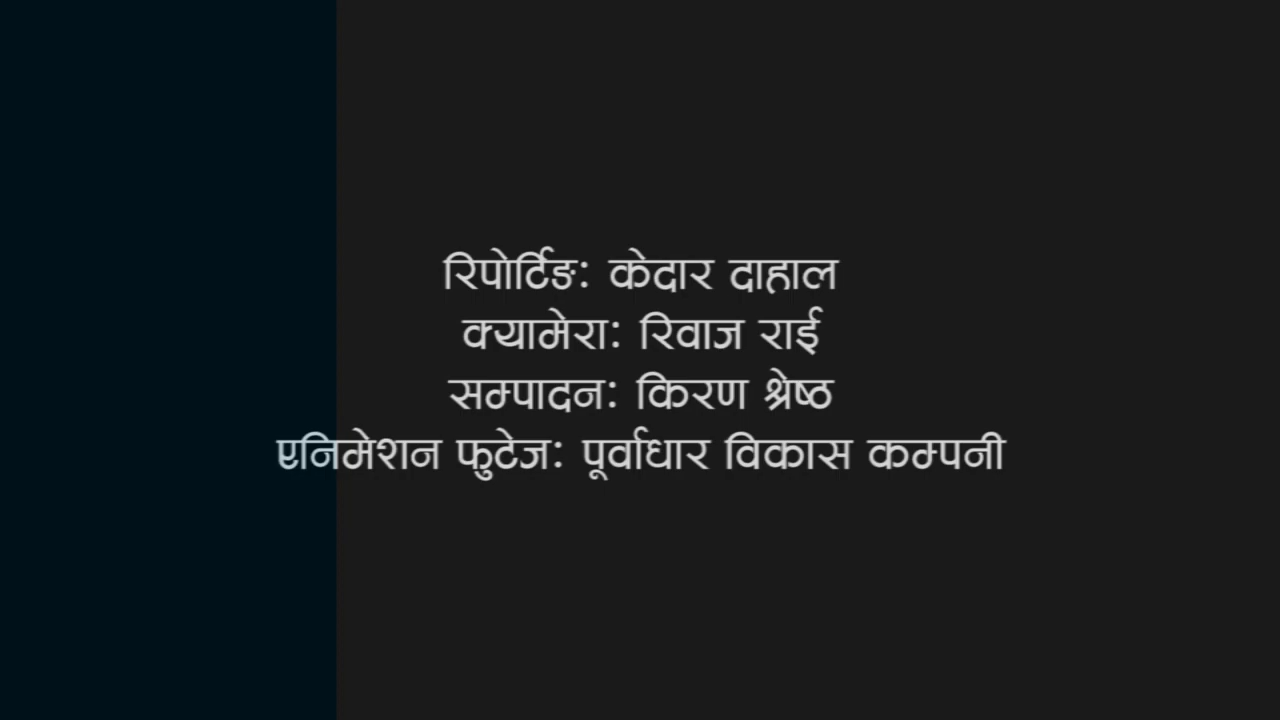 रिपोर्टिङ: केदार दाहाल
क्यामेरा: रिवाज राई
सम्पादन: किरण श्रेष्ठ
एनिमेशन फुटेज: पूर्वाधार विकास कम्पनी